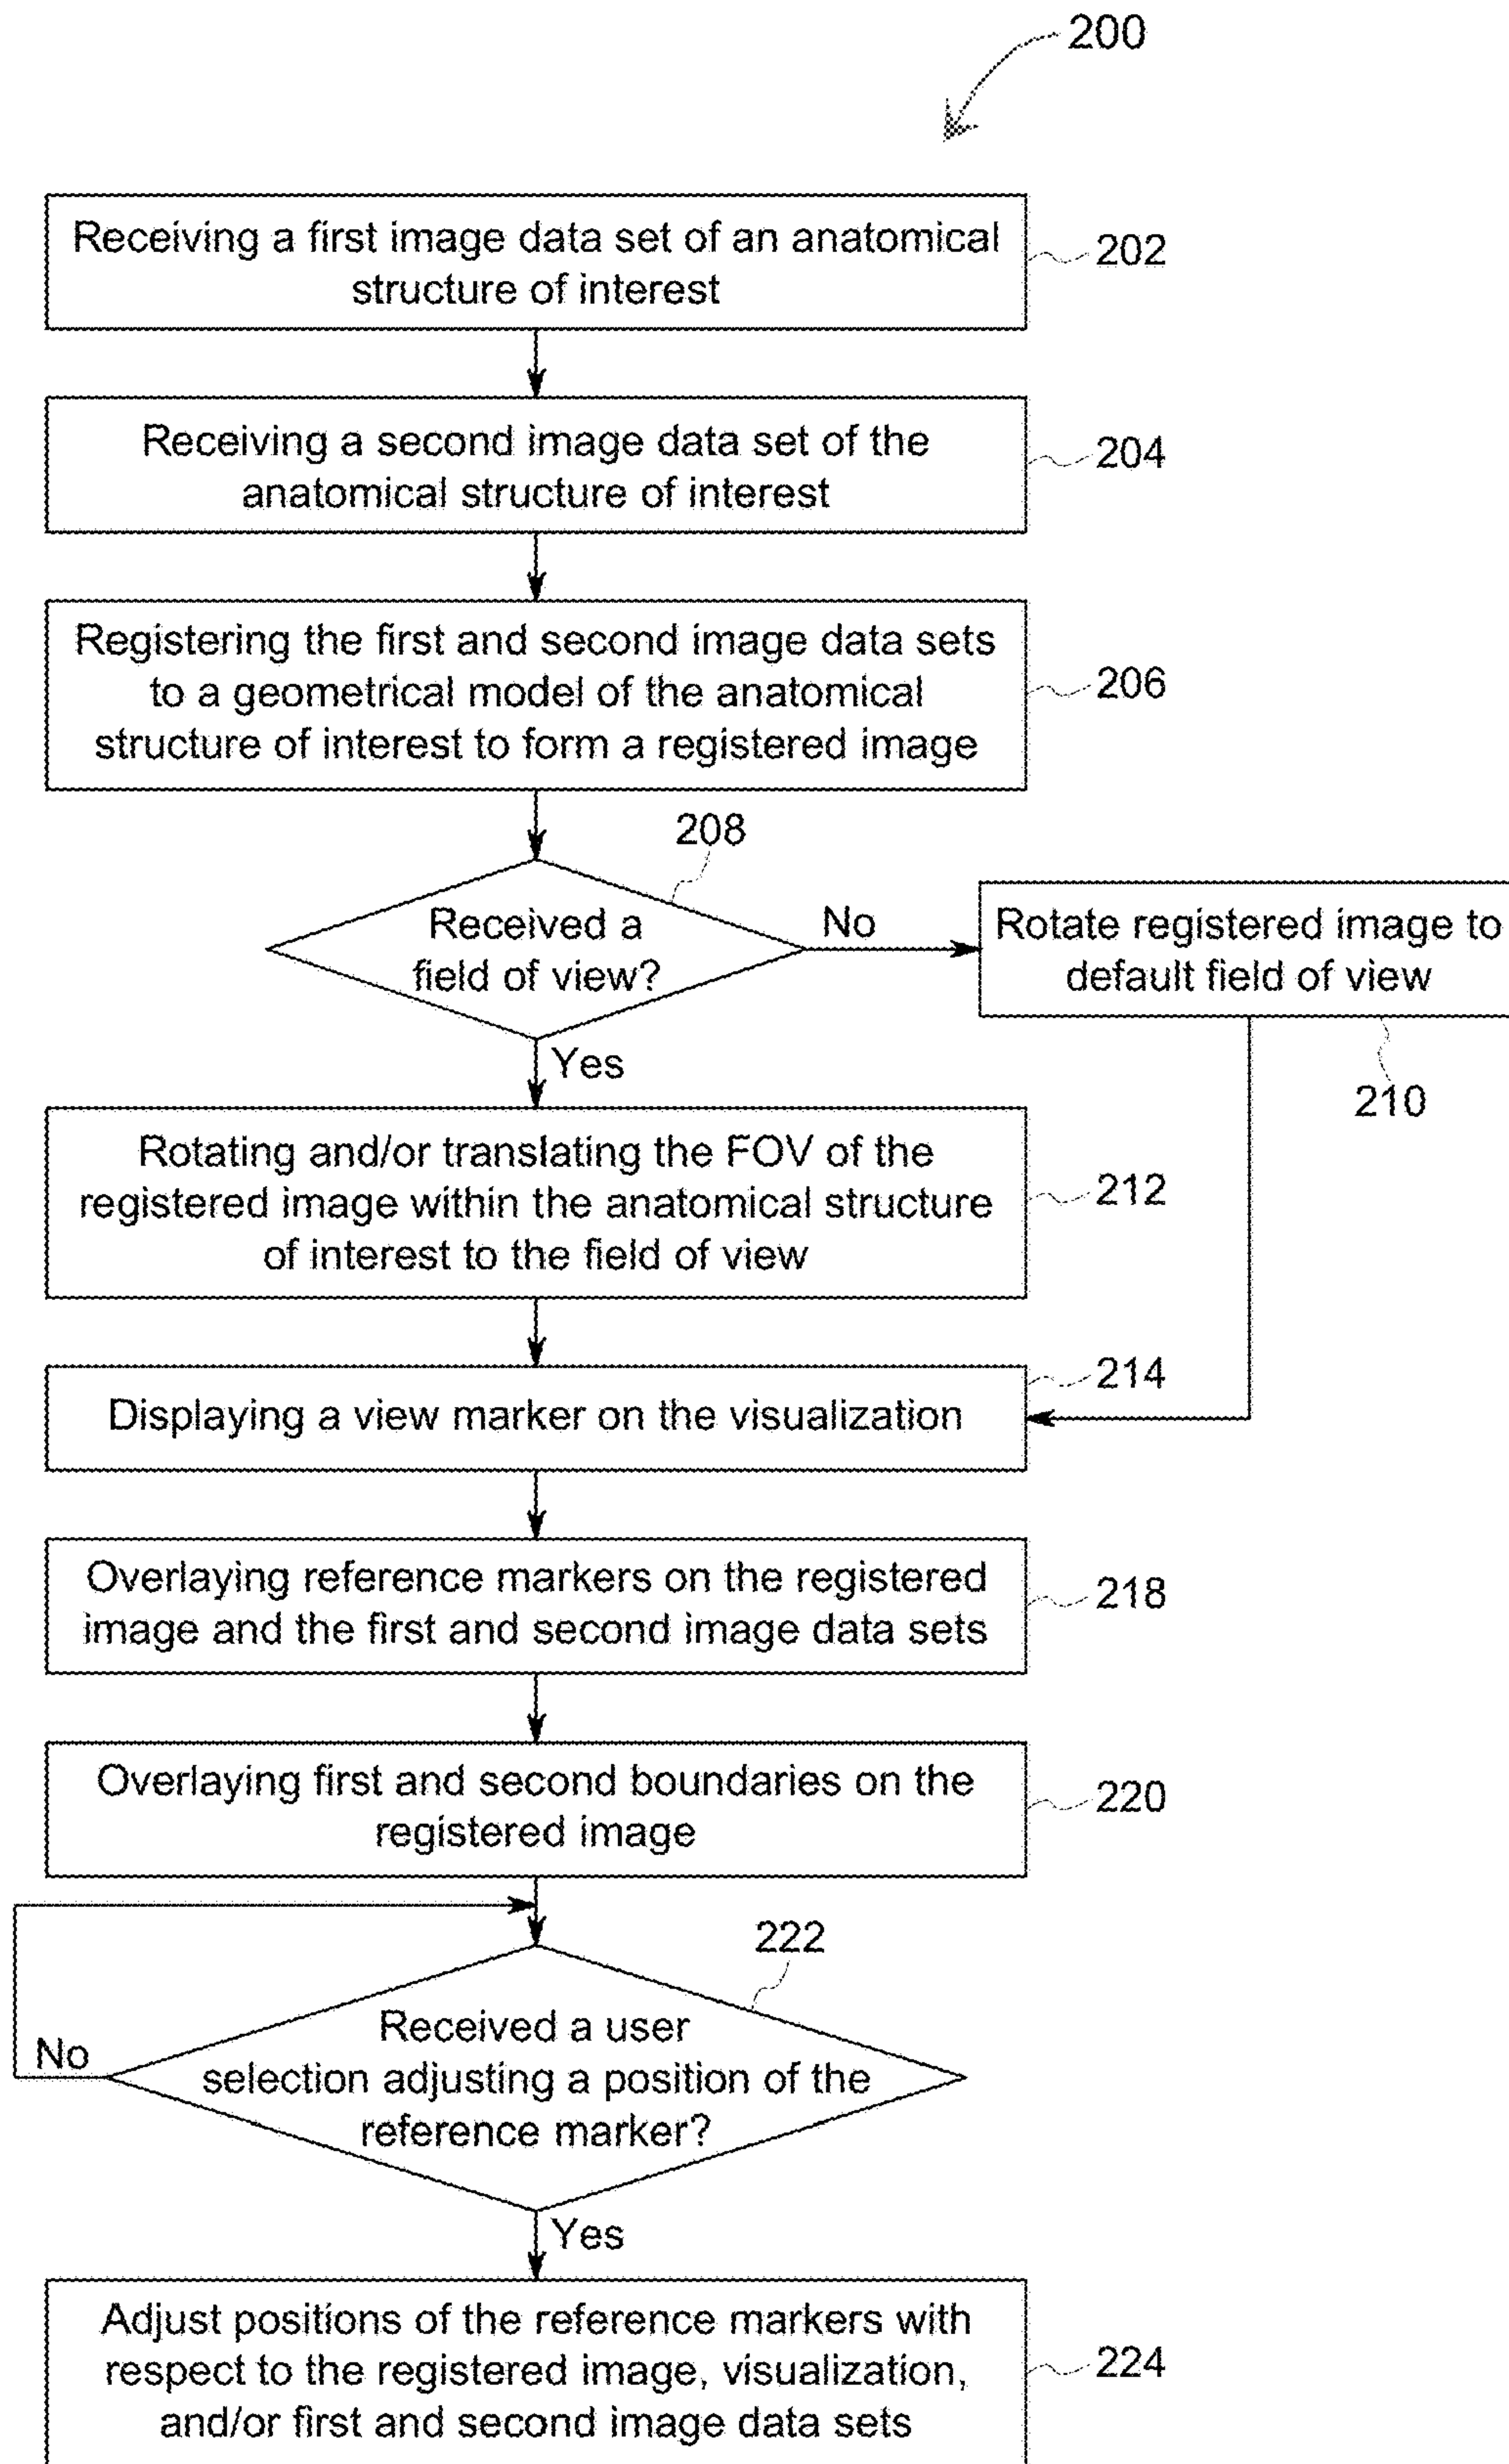 200
Receiving a first image data set of an anatomical
structure of interest
202
Receiving a second image data set of the
anatomical structure of interest
204
Registering the first and second image data sets
to a geometrical model of the anatomical
structure of interest to form a registered image
206
208
Received a
field of view?
No
Rotate registered image to
default field of view
210
Yes
Rotating and/or translating the FOV of the
registered image within the anatomical structure
of interest to the field of view
212
Displaying a view marker on the visualization
214
Overlaying reference markers on the registered
image and the first and second image data sets
218
Overlaying first and second boundaries on the
registered image
220
222
Received a user
selection adjusting a position of the
reference marker?
No
Yes
Adjust positions of the reference markers with
respect to the registered image, visualization,
and/or first and second image data sets
224